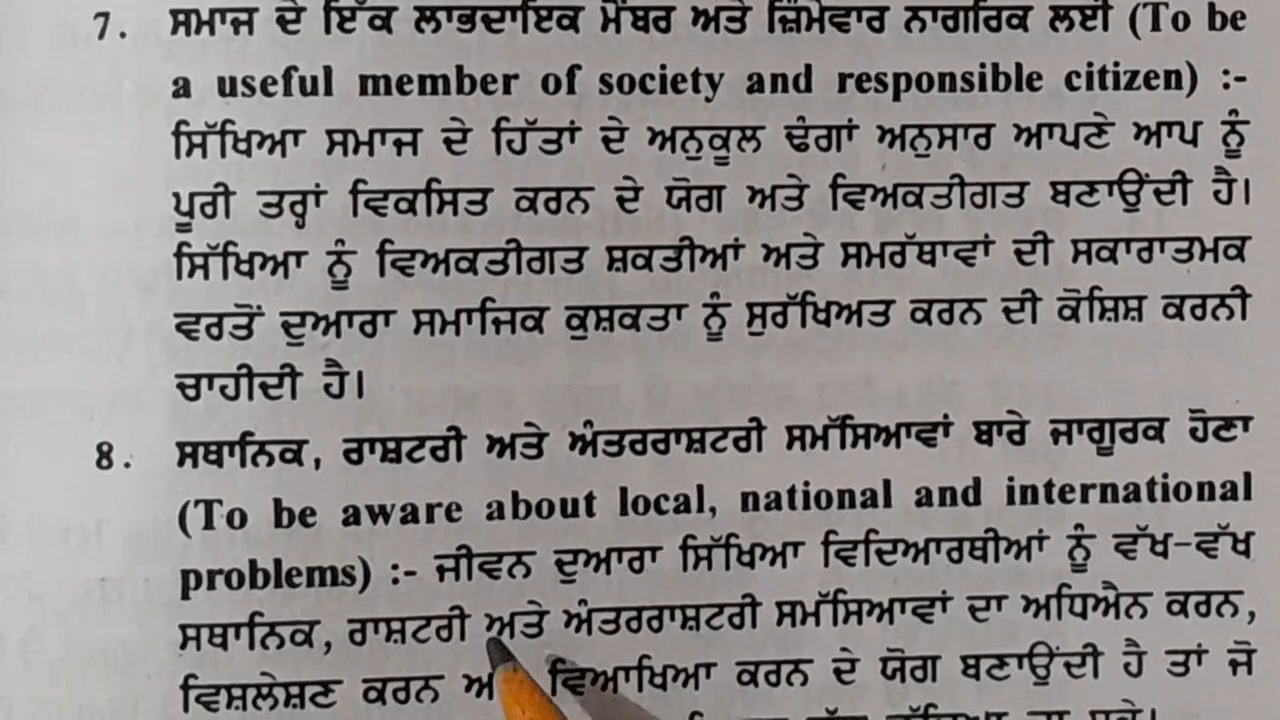 7. ਸਮਾਜ ਦੇ ਇੱਕ ਲਾਭਦਾਇਕ ਮੈਂਬਰ ਅਤੇ ਜ਼ਿੰਮੇਵਾਰ ਨਾਗਰਿਕ ਲਈ (To be
a useful member of society and responsible citizen) :-
ਸਿੱਖਿਆ ਸਮਾਜ ਦੇ ਹਿੱਤਾਂ ਦੇ ਅਨੁਕੂਲ ਢੰਗਾਂ ਅਨੁਸਾਰ ਆਪਣੇ ਆਪ ਨੂੰ
ਪੂਰੀ ਤਰ੍ਹਾਂ ਵਿਕਸਿਤ ਕਰਨ ਦੇ ਯੋਗ ਅਤੇ ਵਿਅਕਤੀਗਤ ਬਣਾਉਂਦੀ ਹੈ।
ਸਿੱਖਿਆ ਨੂੰ ਵਿਅਕਤੀਗਤ ਸ਼ਕਤੀਆਂ ਅਤੇ ਸਮਰੱਥਾਵਾਂ ਦੀ ਸਕਾਰਾਤਮਕ
ਵਰਤੋਂ ਦੁਆਰਾ ਸਮਾਜਿਕ ਕੁਸ਼ਕਤਾ ਨੂੰ ਸੁਰੱਖਿਅਤ ਕਰਨ ਦੀ ਕੋਸ਼ਿਸ਼ ਕਰਨੀ
ਚਾਹੀਦੀ ਹੈ।
8. ਸਥਾਨਿਕ, ਰਾਸ਼ਟਰੀ ਅਤੇ ਅੰਤਰਰਾਸ਼ਟਰੀ ਸਮੱਸਿਆਵਾਂ ਬਾਰੇ ਜਾਗੂਰਕ ਹੋਣਾ
(To be aware about local, national and international
problems) :- ਜੀਵਨ ਦੁਆਰਾ ਸਿੱਖਿਆ ਵਿਦਿਆਰਥੀਆਂ ਨੂੰ ਵੱਖ-ਵੱਖ
ਸਥਾਨਿਕ, ਰਾਸ਼ਟਰੀ ਅਤੇ ਅੰਤਰਰਾਸ਼ਟਰੀ ਸਮੱਸਿਆਵਾਂ ਦਾ ਅਧਿਐਨ ਕਰਨ,
ਵਿਸ਼ਲੇਸ਼ਣ ਕਰਨ ਵਿਆਖਿਆ ਕਰਨ ਦੇ ਯੋਗ ਬਣਾਉਂਦੀ ਹੈ ਤਾਂ ਜੋ